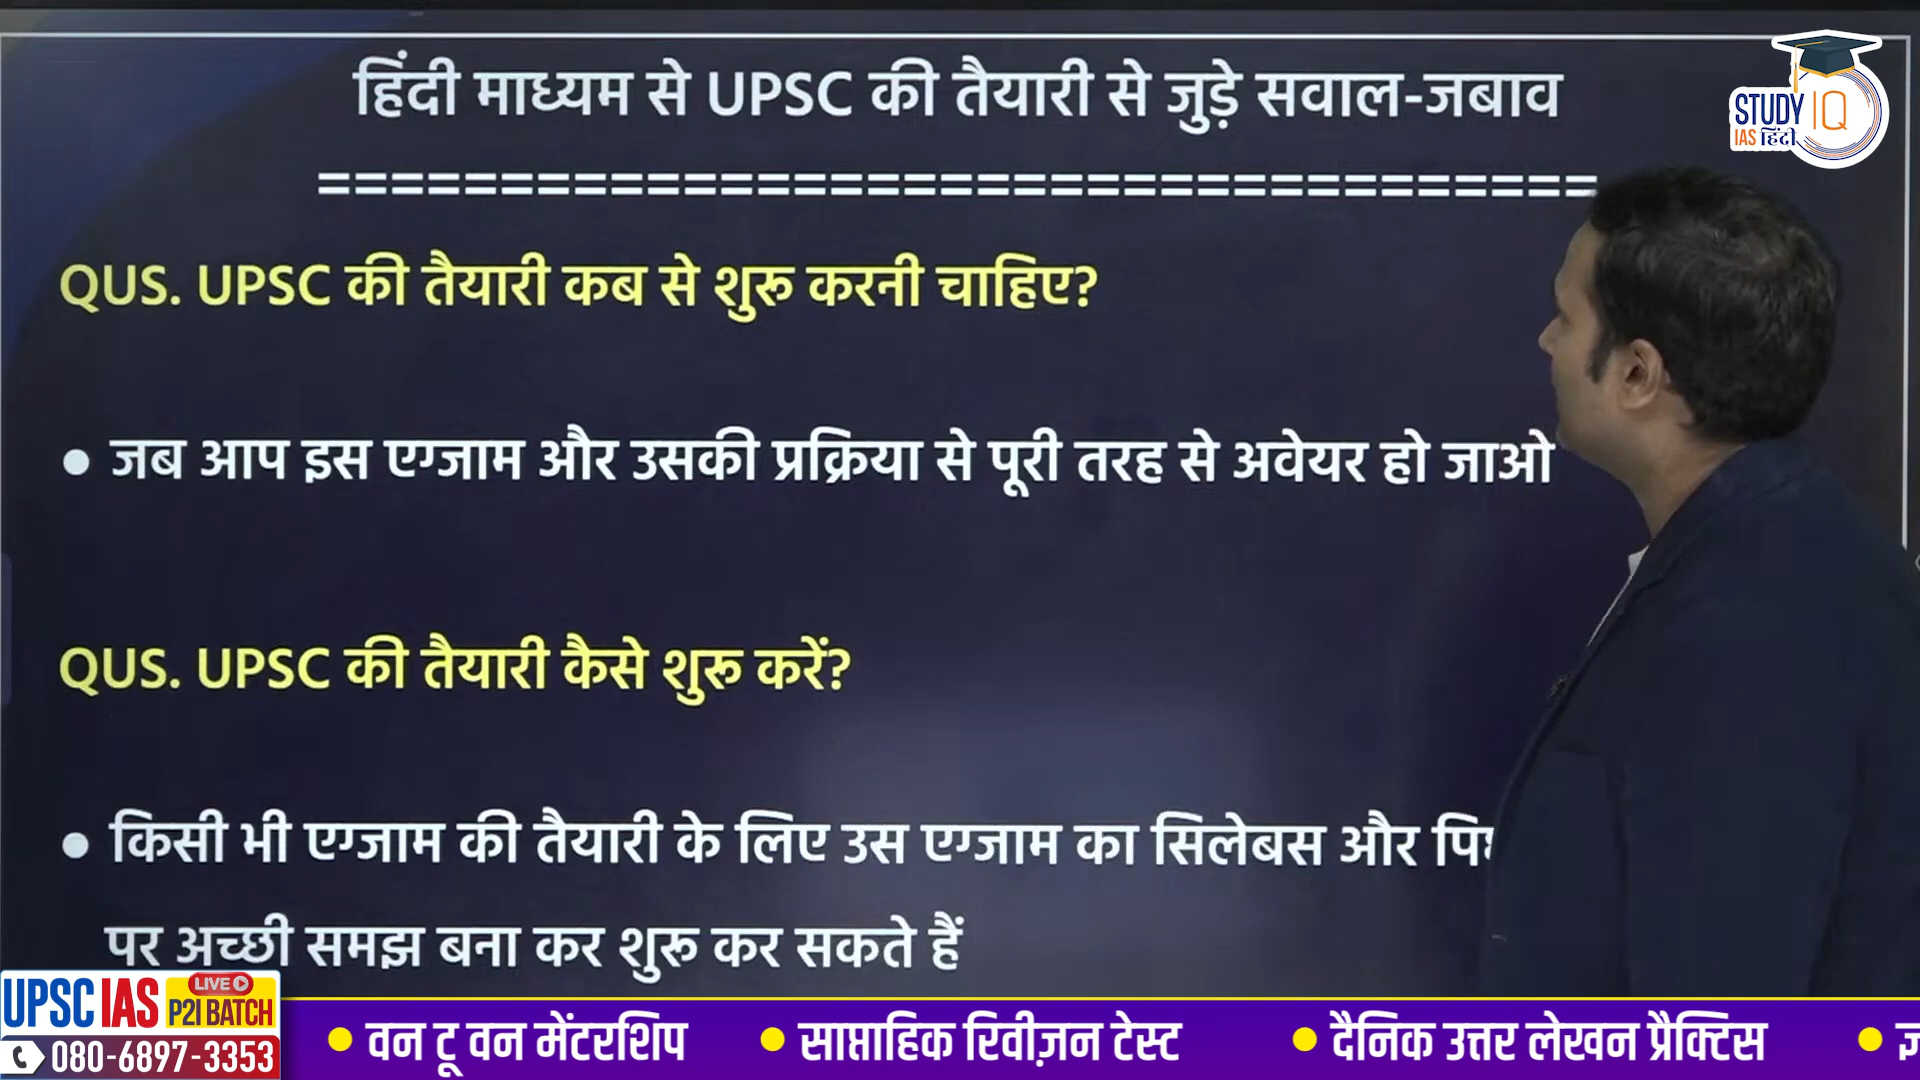 हिंदी माध्यम से UPSC की तैयारी से जुड़े सवाल-जबाव
=====================================
STUDY IQ
IAS हिंदी
QUS. UPSC की तैयारी कब से शुरू करनी चाहिए?
● जब आप इस एग्जाम और उसकी प्रक्रिया से पूरी तरह से अवेयर हो जाओ
QUS. UPSC की तैयारी कैसे शुरू करें?
● किसी भी एग्जाम की तैयारी के लिए उस एग्जाम का सिलेबस और
पर अच्छी समझ बना कर शुरू कर सकते हैं
UPSC IAS LIVE P2I BATCH
080-6897-3353
● वन टू वन मेंटरशिप ● साप्ताहिक रिवीज़न टेस्ट ● दैनिक उत्तर लेखन प्रैक्टिस ●